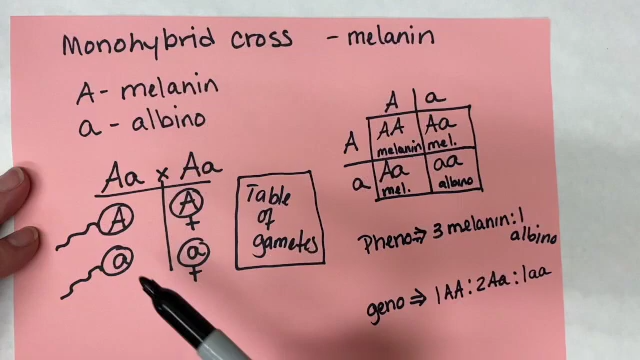 Monohybrid cross - melanin
A - melanin
a - albino
Aa x Aa
A A
a a
Table
of
gametes
A a
A AA Aa
melanin mel.
a Aa aa
mel. albino
Pheno⇒ 3 melanin:1
albino
geno ⇒ 1AA:2Aa:1aa